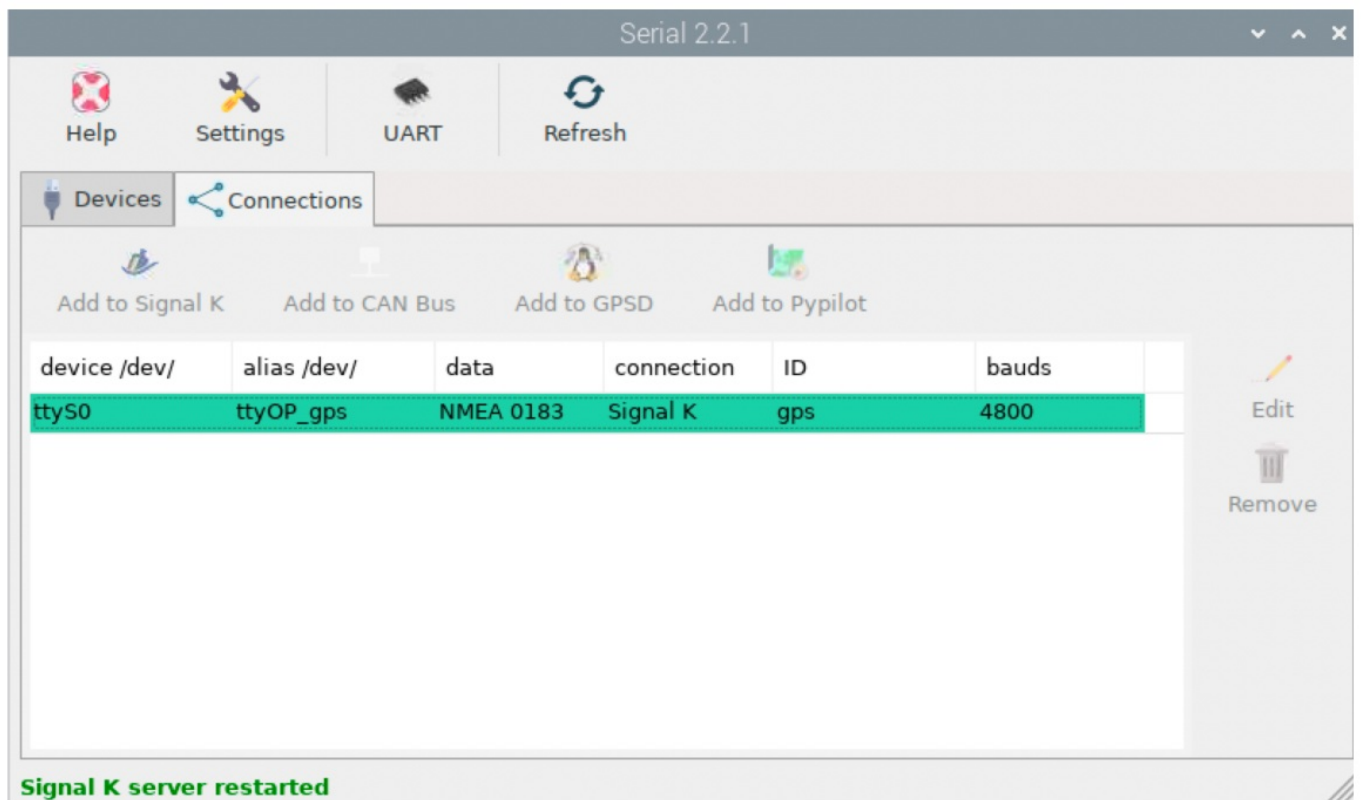 Serial 2.2.1
Help Settings UART Refresh
Devices Connections
Add to Signal K Add to CAN Bus Add to GPSD Add to Pypilot
device /dev/ alias /dev/ data connection ID bauds
ttyS0 ttyOP_gps NMEA 0183 Signal K gps 4800
Edit
Remove
Signal K server restarted